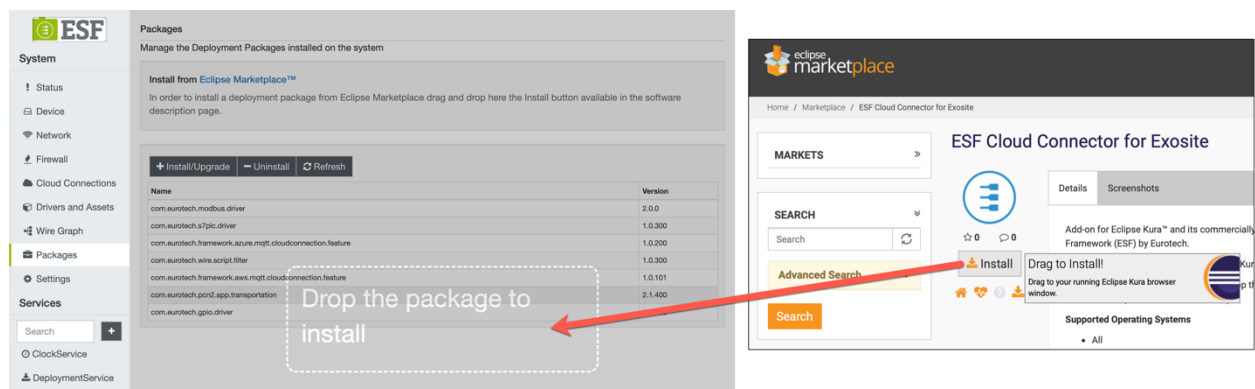 ESF
System
Status
Device
Network
Firewall
Cloud Connections
Drivers and Assets
Wire Graph
Packages
Settings
Services
Search
ClockService
DeploymentService
Packages
Manage the Deployment Packages installed on the system
Install from Eclipse Marketplace™
In order to install a deployment package from Eclipse Marketplace drag and drop here the Install button available in the software
description page.
Install/Upgrade Uninstall Refresh
Name Version
com.eurotech.modbus.driver 2.0.0
com.eurotech.s7plc.driver 1.0.300
com.eurotech.framework.azure.mqtt.cloudconnection.feature 1.0.200
com.eurotech.wire.script.filter 1.0.300
com.eurotech.framework.aws.mqtt.cloudconnection.feature 1.0.101
com.eurotech.pcn2.app.transportation 2.1.400
com.eurotech.gpio.driver
Drop the package to
install
eclipse
marketplace
Home / Marketplace / ESF Cloud Connector for Exosite
MARKETS
SEARCH
Search
Advanced Search
Search
ESF Cloud Connector for Exosite
0 0
Install
Drag to Install!
Drag to your running Eclipse Kura browser
window.
Details Screenshots
Add-on for Eclipse Kura™ and its commercially
Framework (ESF) by Eurotech.
Supported Operating Systems
All